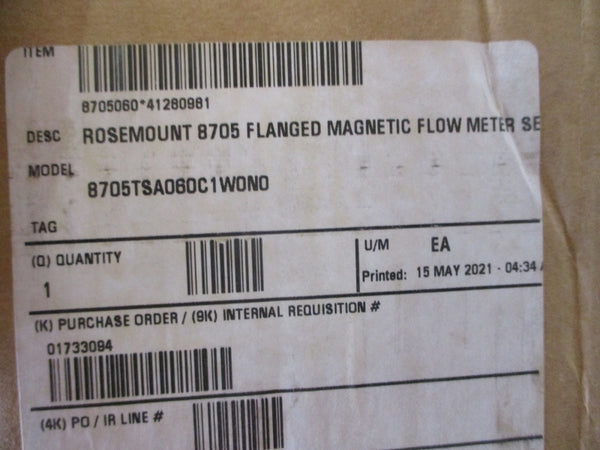 ITEM
8705060*41280981
DESC ROSEMOUNT 8705 FLANGED MAGNETIC FLOW METER SE
MODEL
8705TSA060C1W0N0
TAG
(Q) QUANTITY
1
U/M EA
Printed: 15 MAY 2021 - 04:34
(K) PURCHASE ORDER / (9K) INTERNAL REQUISITION #
01733094
(4K) PO / IR LINE #